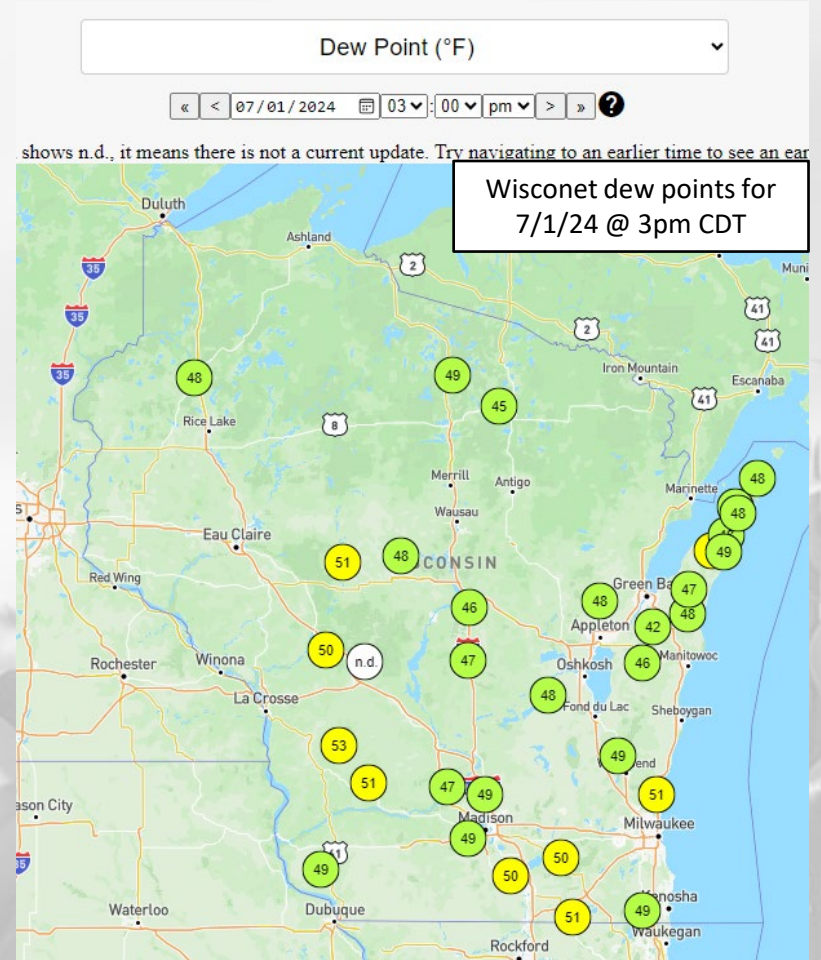 Dew Point (°F)
« < 07/01/2024 03 : 00 pm > » ?
shows n.d., it means there is not a current update. Try navigating to an earlier time to see an ear
Wisconet dew points for
7/1/24 @ 3pm CDT
Duluth
Ashland
2
Muni
35
41
35
2
41
35
48
49
Iron Mountain
Escanaba
45
41
Rice Lake
8
Merrill
Antigo
48
Marinette
Wausau
48
s
Eau Claire
51
48
CONSIN
49
Red Wing
Green Ba
47
46
48
48
Appleton
42
50
n.d.
47
Oshkosh
46
Manitowoc
Rochester
Winona
La Crosse
48
Fond du Lac
Sheboygan
53
49
end
51
47
49
51
ason City
Madison
Milwaukee
49
50
35
49
61
50
Kenosha
Waterloo
Dubuque
51
49
Waukegan
Rockford